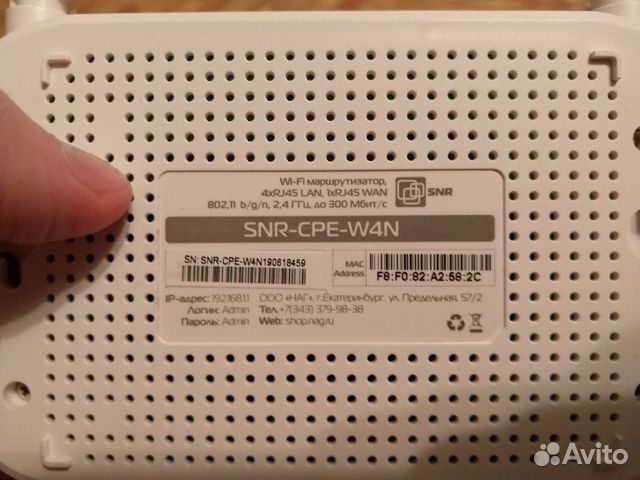 Wi-Fi маршрутизатор,
4xRJ45 LAN, 1xRJ45 WAN
802,11 b/g/n, 2,4 ГГц, до 300 Мбит/с
SNR
SNR-CPE-W4N
SN: SNR-CPE-W4N190618459
MAC Address
F8:F0:82:A2:58:2C
IP-адрес: 192.168.1.1
Логин: Admin
Пароль: Admin
ООО «НАГ», г.Екатеринбург, ул. Предельная, 57/2
Тел.+7(343) 379-98-38
Web: shop.nag.ru
Avito